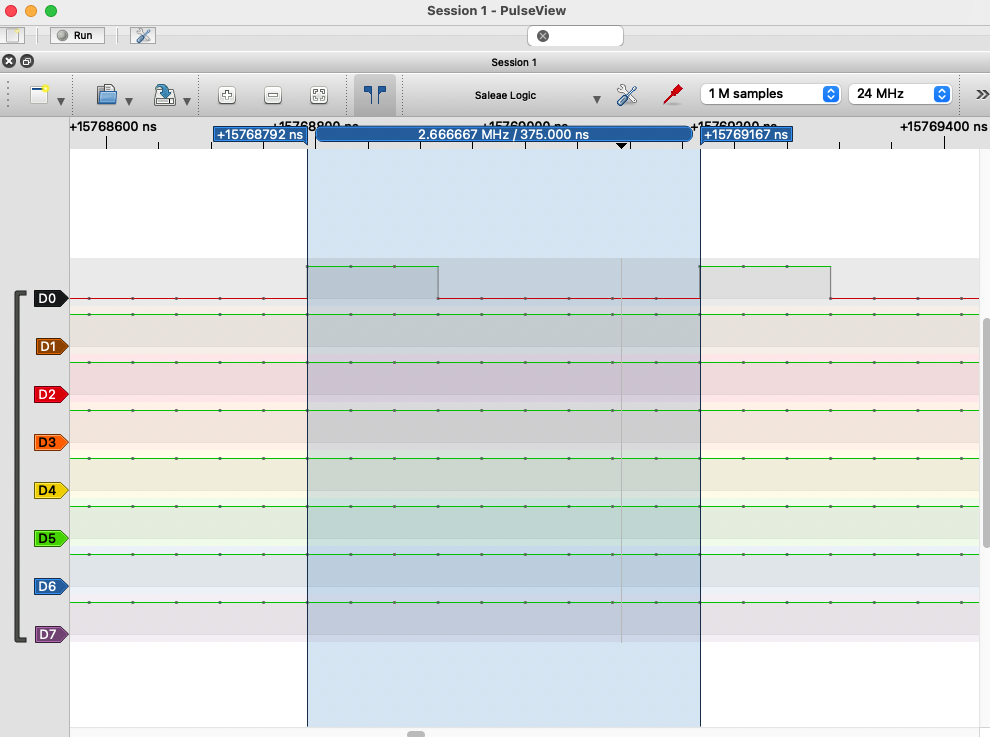 Session 1 - PulseView
Run
Session 1
Saleae Logic
1 M samples
24 MHz
+15768600 ns
+15768800 ns
+15769000 ns
+15769200 ns
+15769400 ns
+15768792 ns
2.666667 MHz / 375.000 ns
+15769167 ns
D0
D1
D2
D3
D4
D5
D6
D7